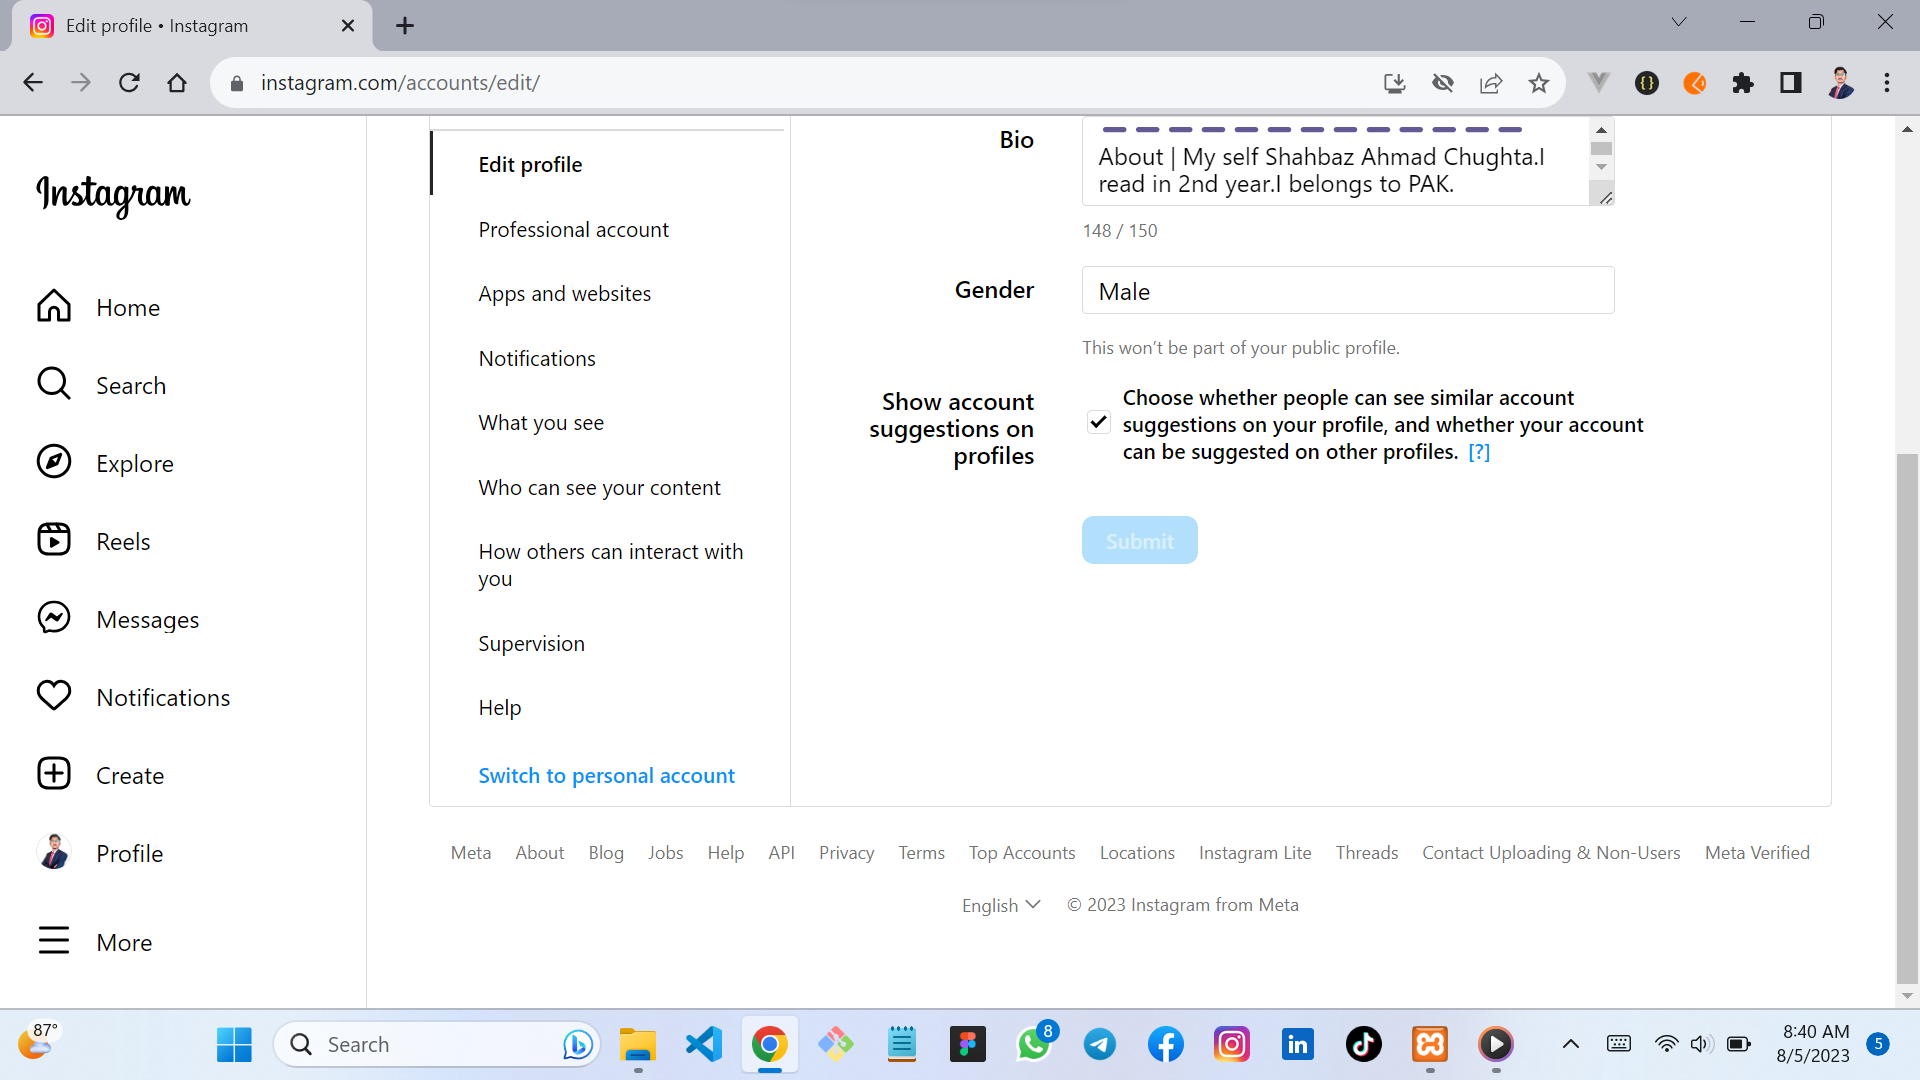 Edit profile • Instagram
instagram.com/accounts/edit/
Instagram
Home
Search
Explore
Reels
Messages
Notifications
Create
Profile
More
Edit profile
Professional account
Apps and websites
Notifications
What you see
Who can see your content
How others can interact with
you
Supervision
Help
Switch to personal account
Bio
About | My self Shahbaz Ahmad Chughta.I
read in 2nd year.I belongs to PAK.
148 / 150
Gender
Male
This won't be part of your public profile.
Show account
suggestions on
profiles
Choose whether people can see similar account
suggestions on your profile, and whether your account
can be suggested on other profiles. [?]
Submit
Meta About Blog Jobs Help API Privacy Terms Top Accounts Locations Instagram Lite Threads Contact Uploading & Non-Users Meta Verified
English © 2023 Instagram from Meta
87°
Search
8
8:40 AM
8/5/2023
5